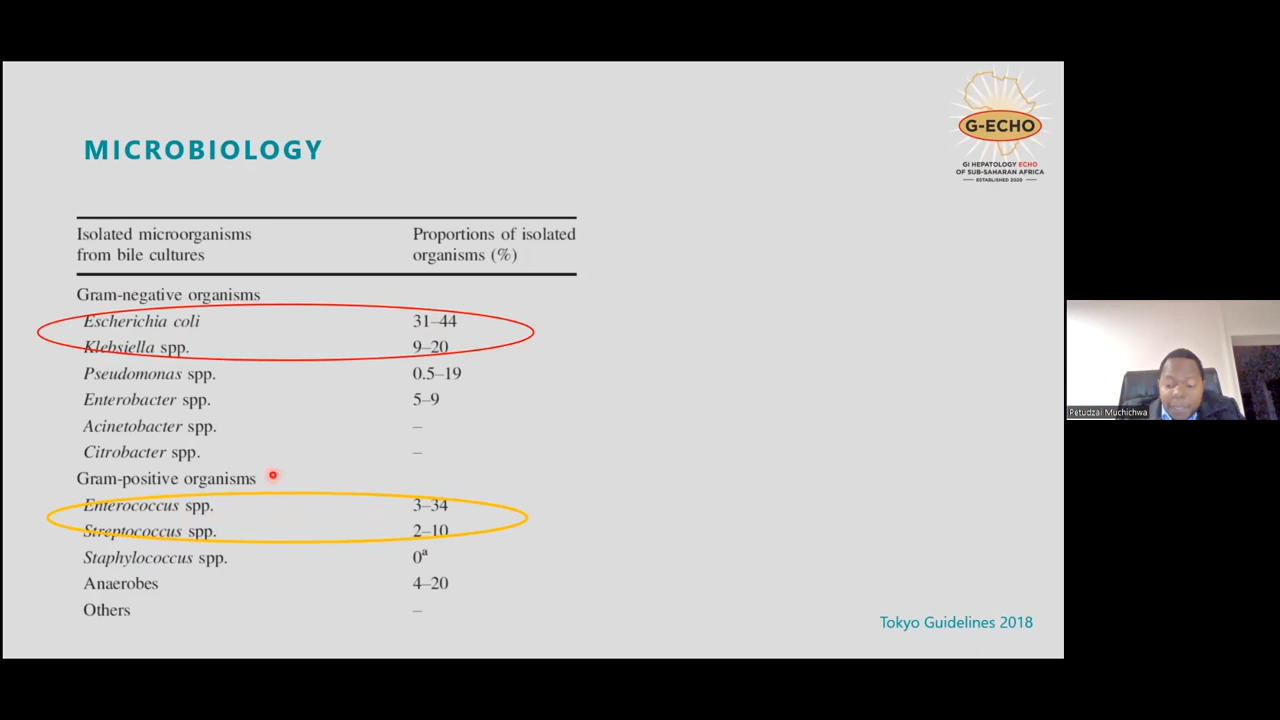 G-ECHO
GI HEPATOLOGY ECHO
OF SUB-SAHARAN AFRICA
ESTABLISHED 2020
MICROBIOLOGY
Isolated microorganisms from bile cultures
Proportions of isolated organisms (%)
Gram-negative organisms
Escherichia coli 31–44
Klebsiella spp. 9–20
Pseudomonas spp. 0.5–19
Enterobacter spp. 5–9
Acinetobacter spp. –
Citrobacter spp. –
Gram-positive organisms
Enterococcus spp. 3–34
Streptococcus spp. 2–10
Staphylococcus spp. 0a
Anaerobes 4–20
Others –
Tokyo Guidelines 2018
Petudzai Muchichwa